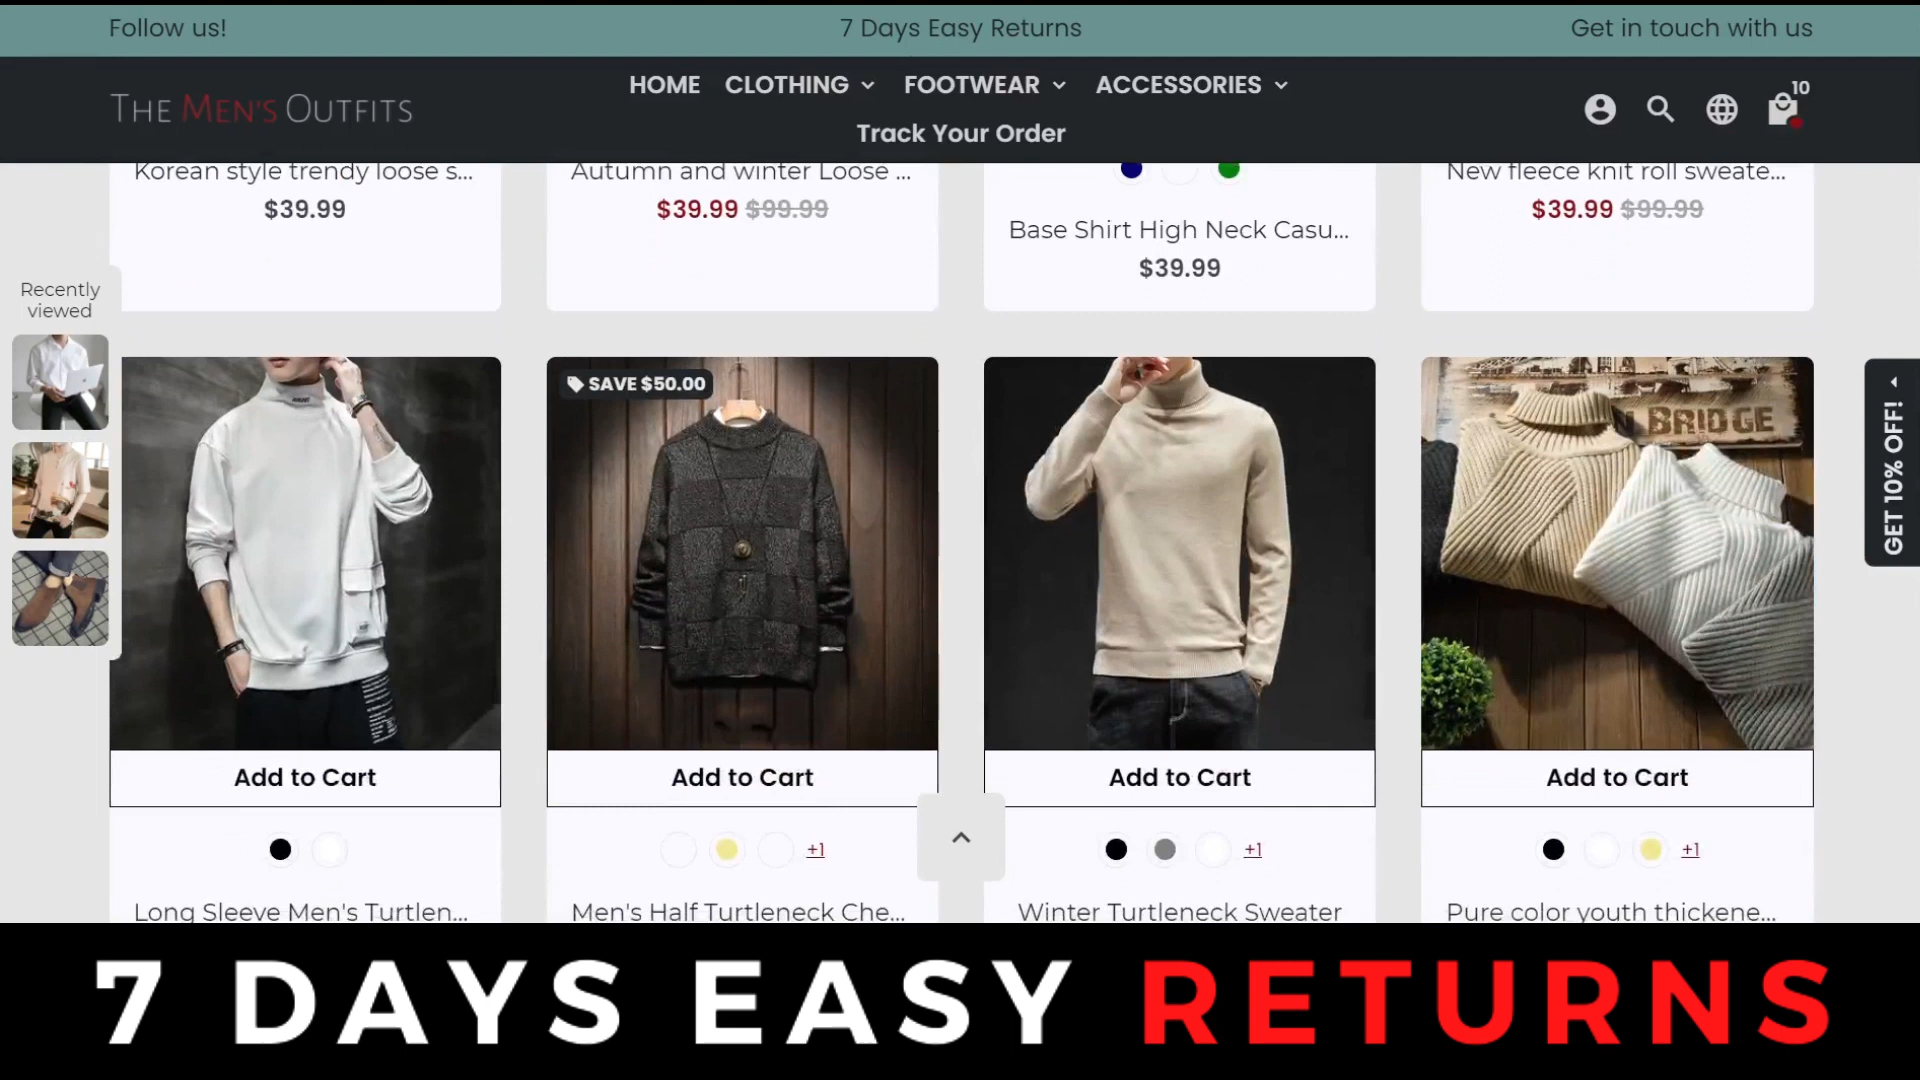 Follow us!
7 Days Easy Returns
Get in touch with us
THE MEN'S OUTFITS
HOME CLOTHING FOOTWEAR ACCESSORIES
Track Your Order
10
Korean style trendy loose s...
$39.99
Autumn and winter Loose ...
$39.99 $99.99
Base Shirt High Neck Casu...
$39.99
New fleece knit roll sweate...
$39.99 $99.99
Recently
viewed
SAVE $50.00
BRIDGE
GET 10% OFF!
Add to Cart
Add to Cart
Add to Cart
Add to Cart
+1
+1
+1
Long Sleeve Men's Turtlen...
Men's Half Turtleneck Che...
Winter Turtleneck Sweater
Pure color youth thickene...
7 DAYS EASY RETURNS